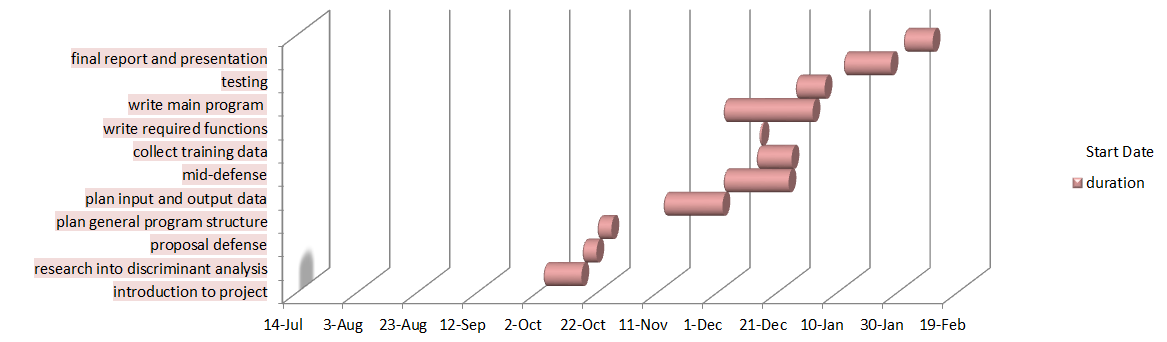 final report and presentation
testing
write main program
write required functions
collect training data
mid-defense
plan input and output data
plan general program structure
proposal defense
research into discriminant analysis
introduction to project
14-Jul 3-Aug 23-Aug 12-Sep 2-Oct 22-Oct 11-Nov 1-Dec 21-Dec 10-Jan 30-Jan 19-Feb
Start Date
duration